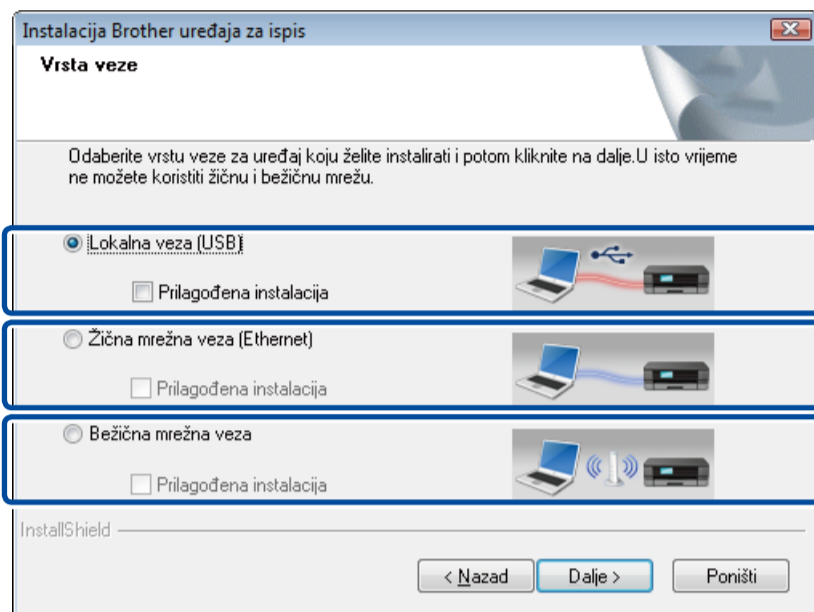 Instalacija Brother uređaja za ispis
Vrsta veze
Odaberite vrstu veze za uređaj koju želite instalirati i potom kliknite na dalje.U isto vrijeme
ne možete koristiti žičnu i bežičnu mrežu.
Lokalna veza (USB)
Prilagođena instalacija
Žična mrežna veza (Ethernet)
Prilagođena instalacija
Bežična mrežna veza
Prilagođena instalacija
InstallShield
< Nazad
Dalje >
Poništi